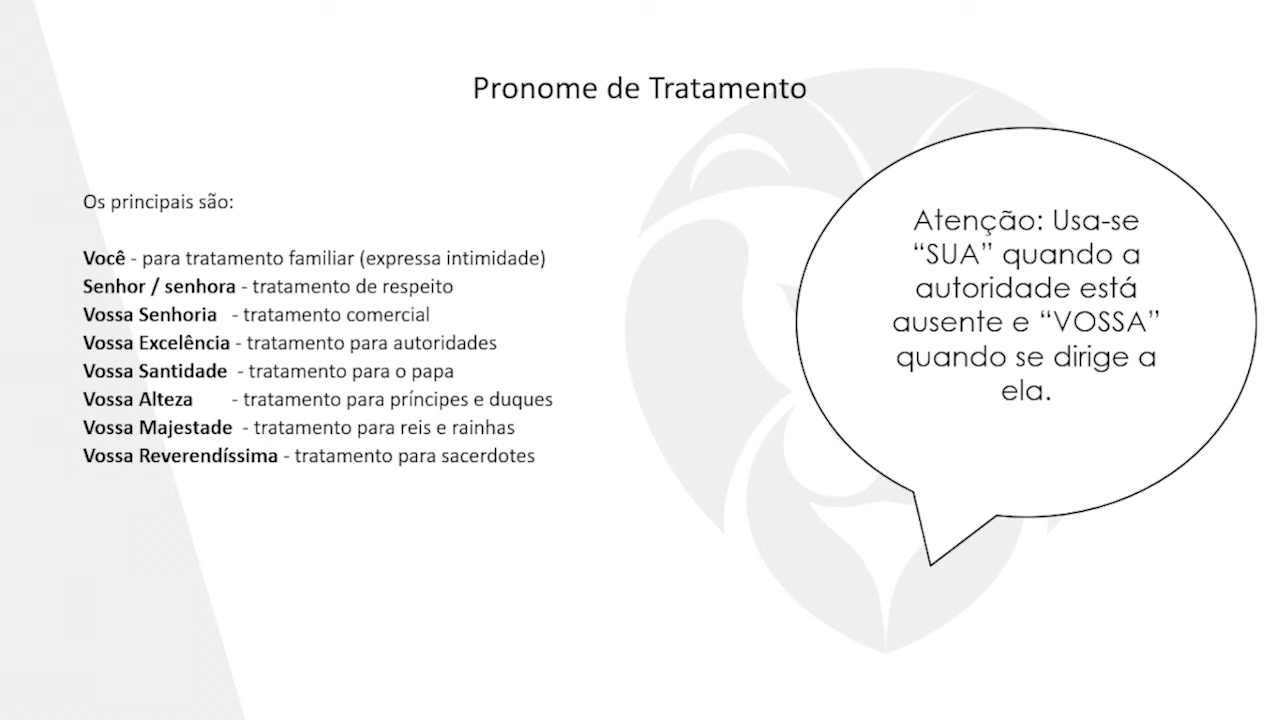 Pronome de Tratamento
Os principais são:
Você - para tratamento familiar (expressa intimidade)
Senhor / senhora - tratamento de respeito
Vossa Senhoria - tratamento comercial
Vossa Excelência - tratamento para autoridades
Vossa Santidade - tratamento para o papa
Vossa Alteza - tratamento para príncipes e duques
Vossa Majestade - tratamento para reis e rainhas
Vossa Reverendíssima - tratamento para sacerdotes
Atenção: Usa-se
“SUA” quando a
autoridade está
ausente e “VOSSA”
quando se dirige a
ela.